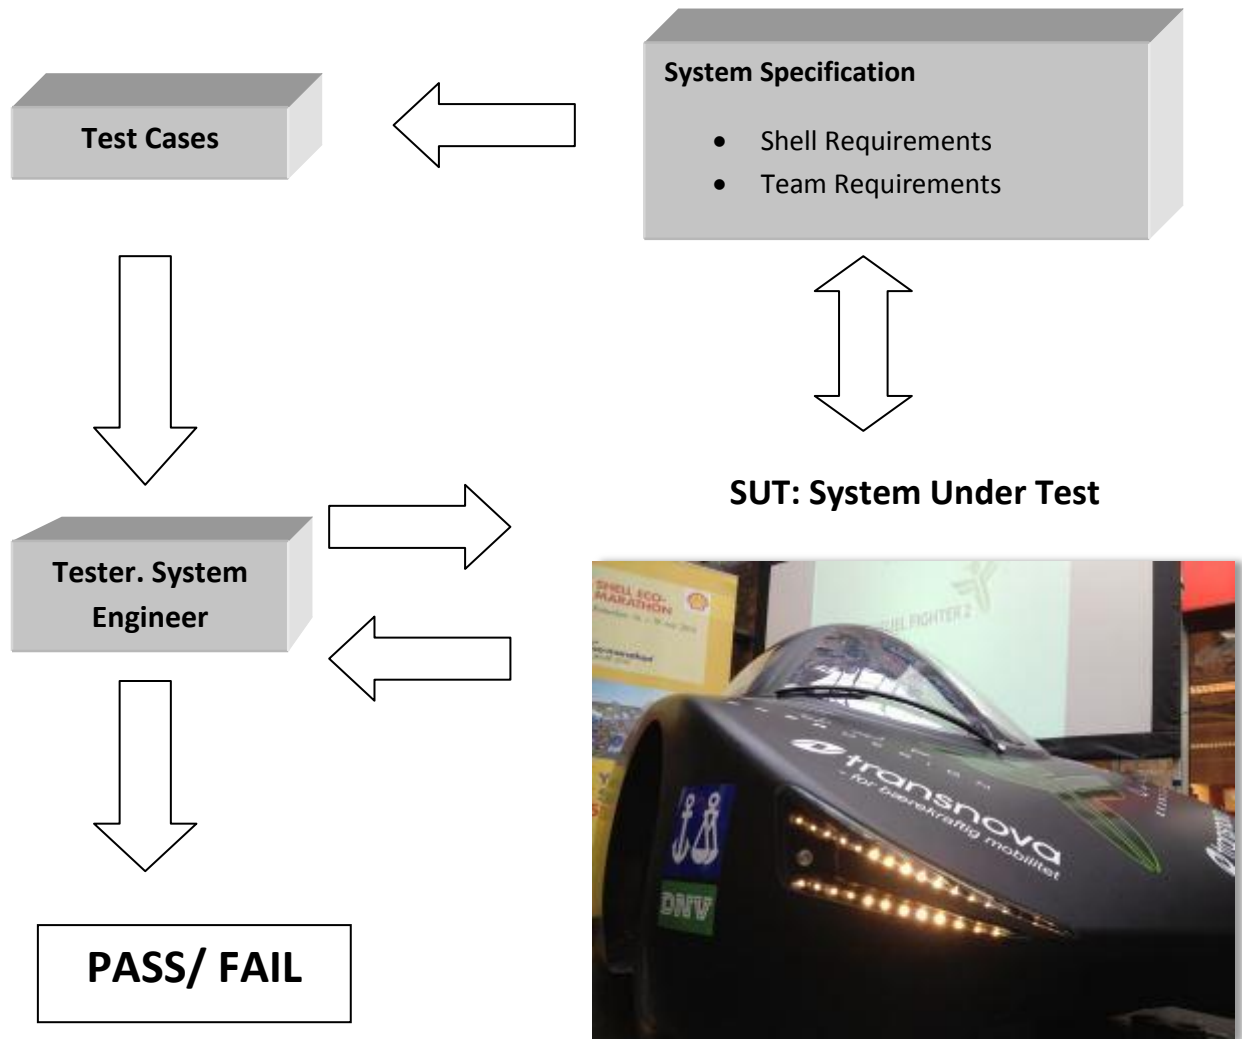 System Specification
• Shell Requirements
• Team Requirements
Test Cases
SUT: System Under Test
Tester. System
Engineer
PASS/ FAIL
SHELL ECO-
MARATHON
FUEL FIGHTER 2
transnova
- for bærekraftig mobilitet
DNV